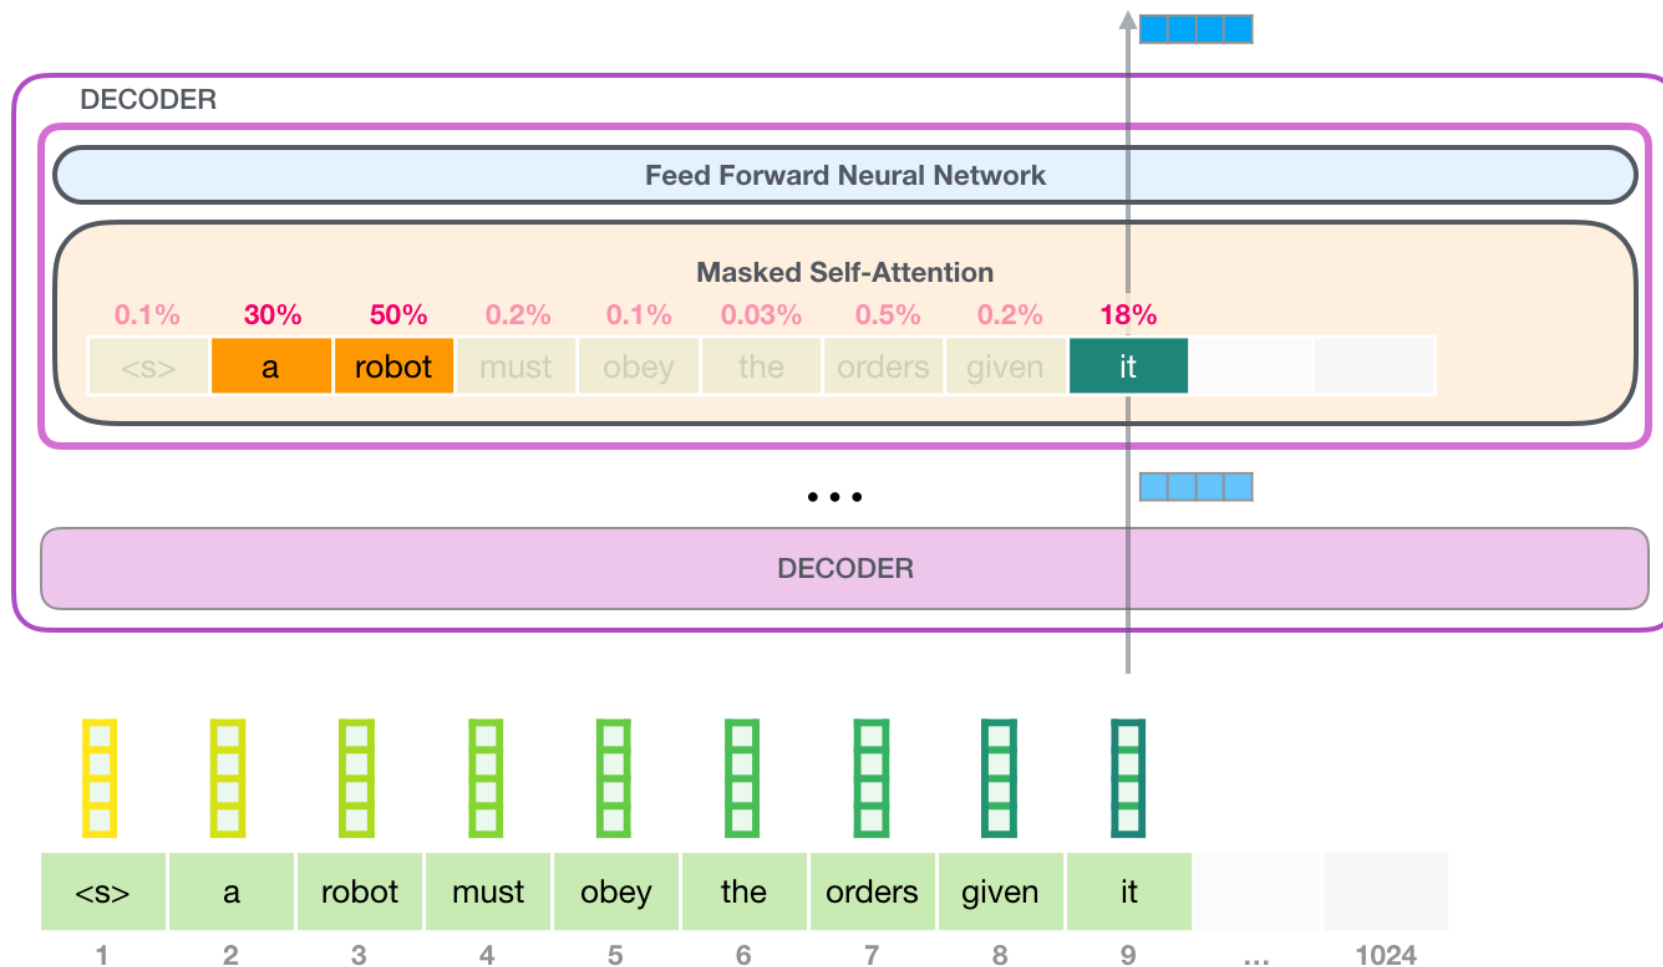 DECODER
Feed Forward Neural Network
Masked Self-Attention
0.1% 30% 50% 0.2% 0.1% 0.03% 0.5% 0.2% 18%
<s> a robot must obey the orders given it
...
DECODER
<s> a robot must obey the orders given it
1 2 3 4 5 6 7 8 9 ... 1024